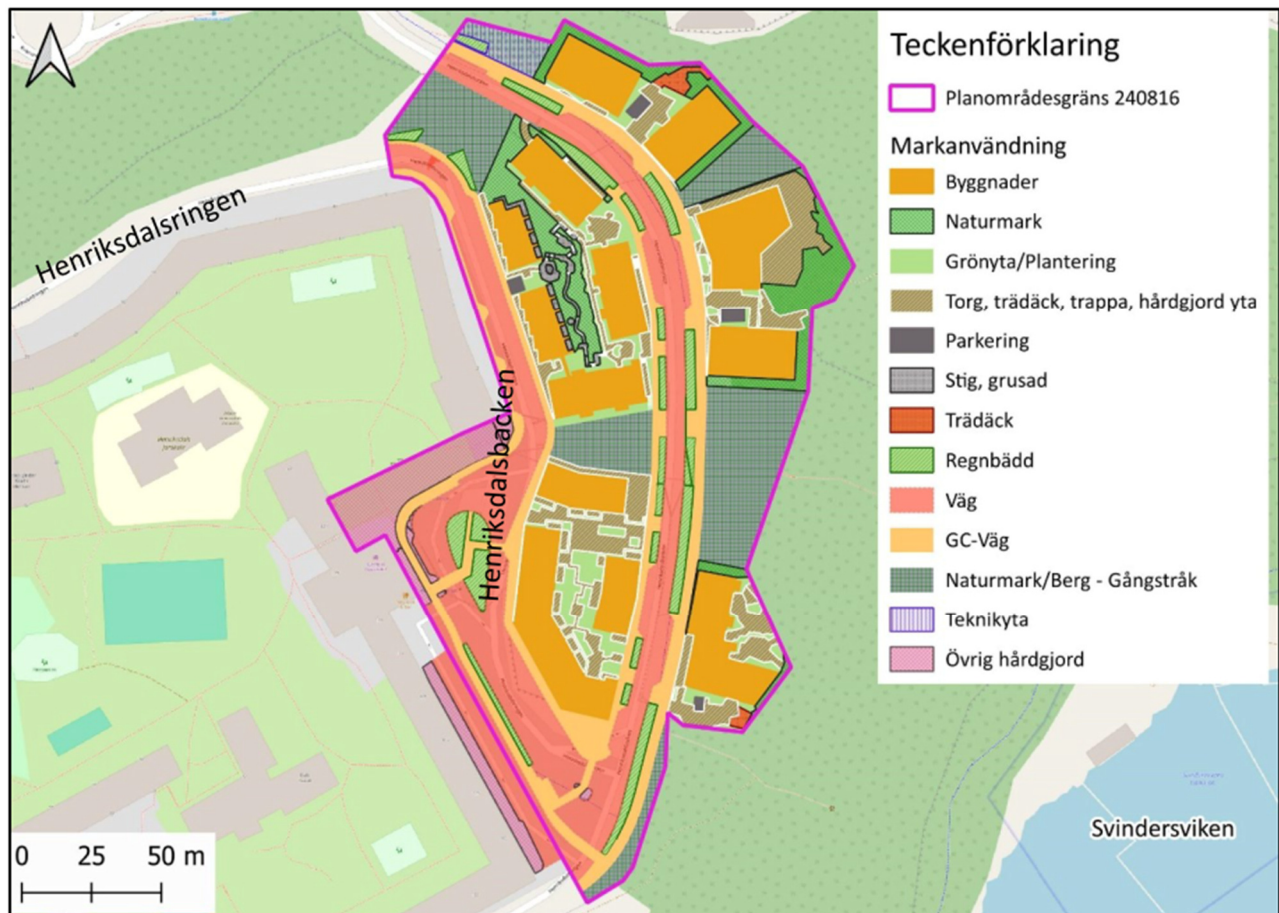 Teckenförklaring
Planområdesgräns 240816
Markanvändning
Byggnader
Naturmark
Grönyta/Plantering
Torg, trädäck, trappa, hårdgjord yta
Parkering
Stig, grusad
Trädäck
Regnbädd
Väg
GC-Väg
Naturmark/Berg - Gångstråk
Teknikyta
Övrig hårdgjord
Henriksdalsringen
Henriksdalsbacken
Svindersviken
0 25 50 m